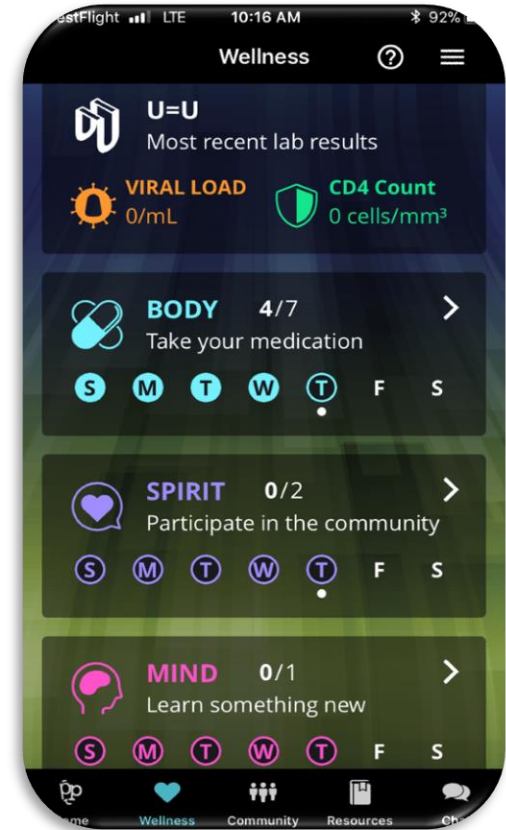 estFlight LTE 10:16 AM 92%
Wellness ?
U=U
Most recent lab results
VIRAL LOAD CD4 Count
0/mL 0 cells/mm³
BODY 4/7
Take your medication
S M T W T F S
SPIRIT 0/2
Participate in the community
S M T W T F S
MIND 0/1
Learn something new
S M T W T F S
ome Wellness Community Resources Cha